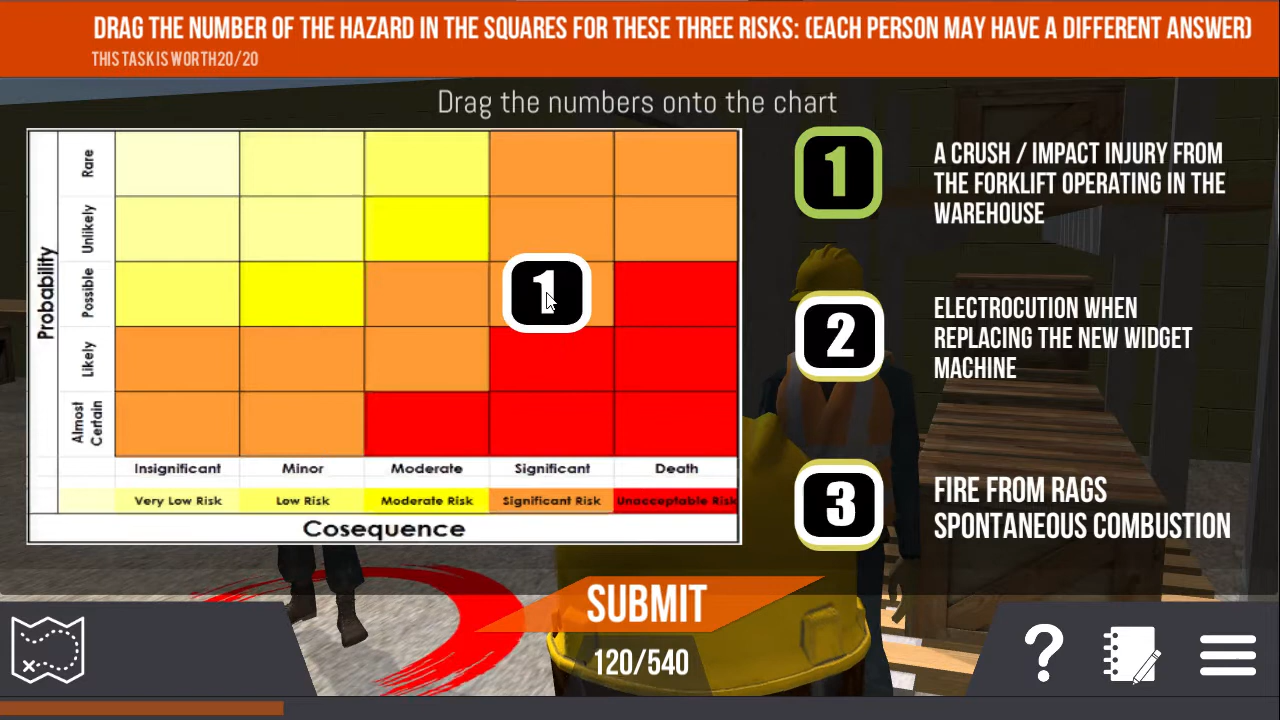 DRAG THE NUMBER OF THE HAZARD IN THE SQUARES FOR THESE THREE RISKS: (EACH PERSON MAY HAVE A DIFFERENT ANSWER)
THIS TASK IS WORTH 20/20
Drag the numbers onto the chart
Probability
Rare
Unlikely
Possible
Likely
Almost
Certain
1
Insignificant Minor Moderate Significant Death
Very Low Risk Low Risk Moderate Risk Significant Risk Unacceptable Risk
Cosequence
1
A CRUSH / IMPACT INJURY FROM
THE FORKLIFT OPERATING IN THE
WAREHOUSE
2
ELECTROCUTION WHEN
REPLACING THE NEW WIDGET
MACHINE
3
FIRE FROM RAGS
SPONTANEOUS COMBUSTION
SUBMIT
120/540
?